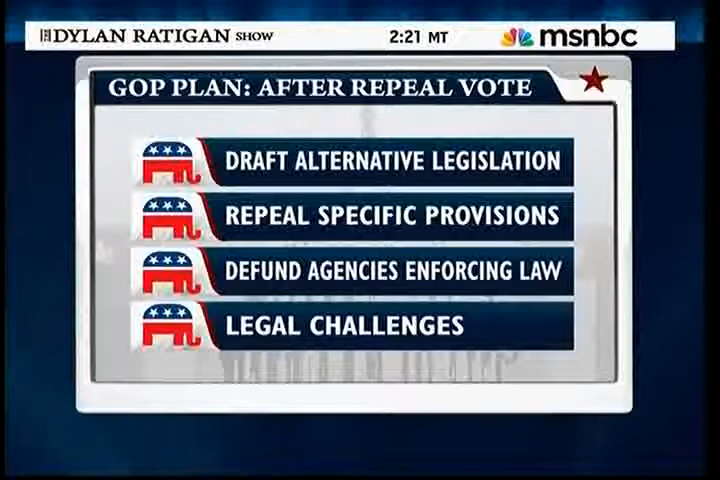 THE DYLAN RATIGAN SHOW 2:21 MT msnbc
GOP PLAN: AFTER REPEAL VOTE
DRAFT ALTERNATIVE LEGISLATION
REPEAL SPECIFIC PROVISIONS
DEFUND AGENCIES ENFORCING LAW
LEGAL CHALLENGES